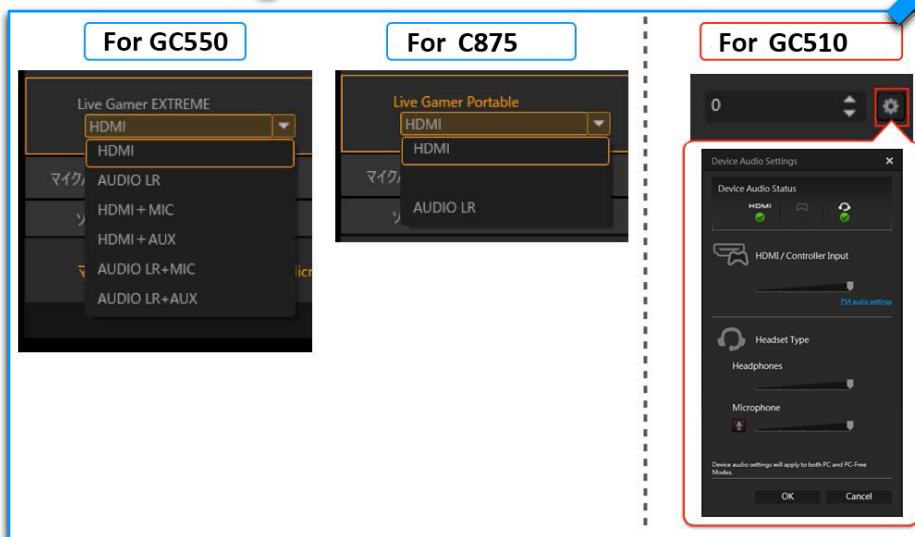 For GC550
Live Gamer EXTREME
HDMI
HDMI
AUDIO LR
HDMI+MIC
HDMI+AUX
AUDIO LR+MIC
AUDIO LR+AUX
マイク
ソ
icr
For C875
Live Gamer Portable
HDMI
HDMI
AUDIO LR
マイク
ソ
For GC510
0
Device Audio Settings
Device Audio Status
HDMI
HDMI / Controller Input
PS4 audio settings
Headset Type
Headphones
Microphone
Device audio settings will apply to both PC and PC-Free
Modes.
OK Cancel